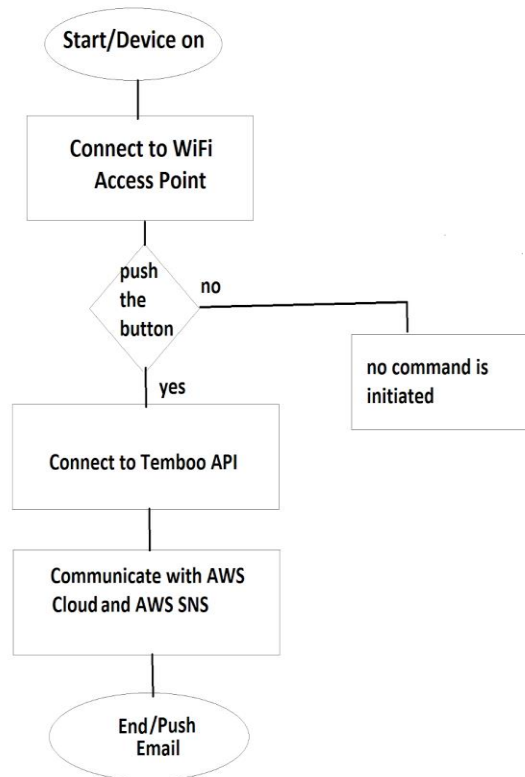 Start/Device on
Connect to WiFi
Access Point
push
the
button
no
no command is
initiated
yes
Connect to Temboo API
Communicate with AWS
Cloud and AWS SNS
End/Push
Email